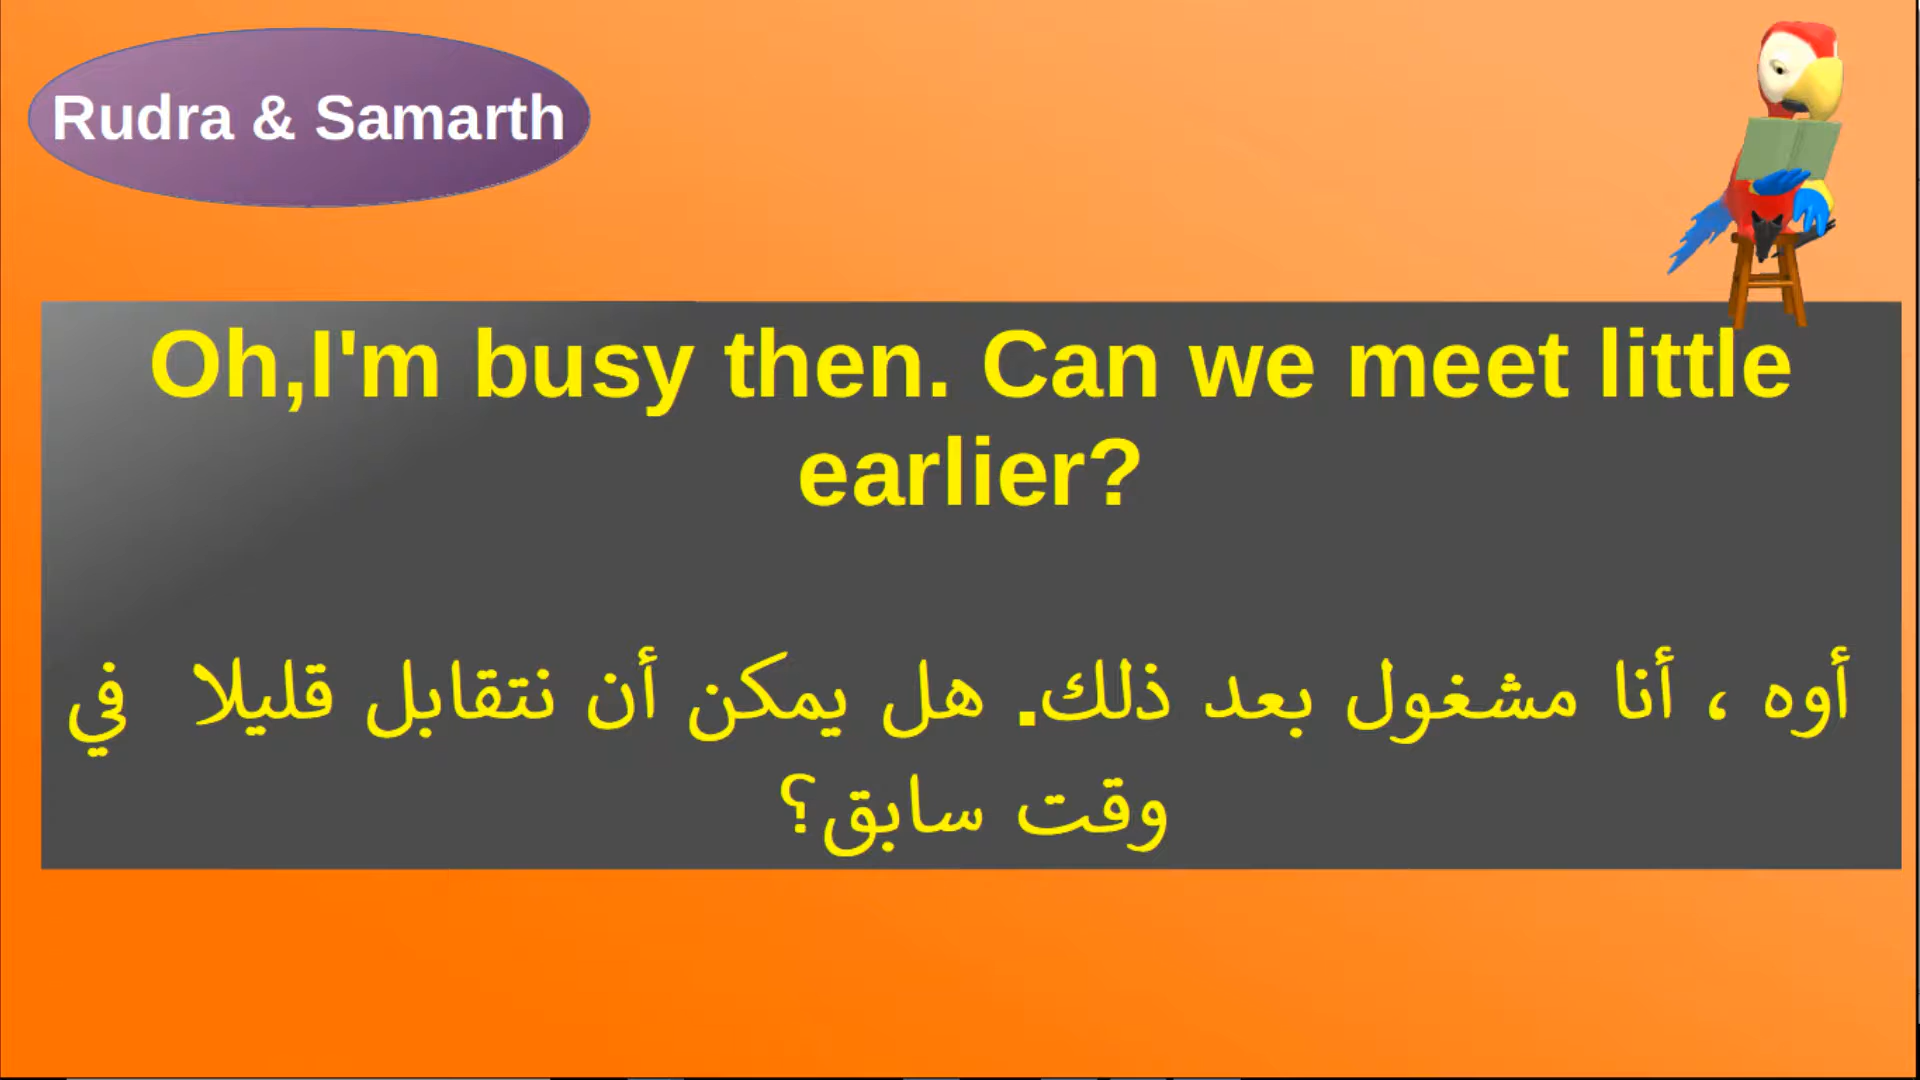 Rudra & Samarth
Oh,I'm busy then. Can we meet little
earlier?
أوه ، أنا مشغول بعد ذلك. هل يمكن أن نتقابل قليلا في
وقت سابق؟